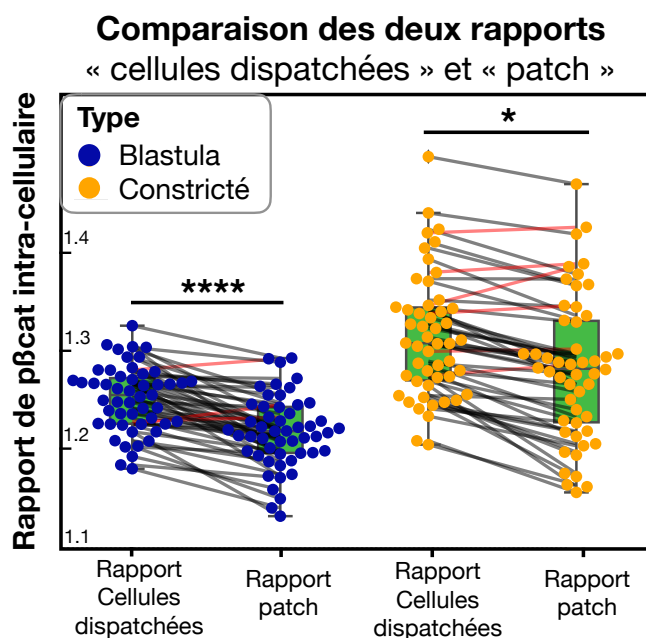 Comparaison des deux rapports
« cellules dispatchées » et « patch »
Rapport de pβcat intra-cellulaire
Type
Blastula
Constricté
****
*
1.4
1.3
1.2
1.1
Rapport
Cellules
dispatchées
Rapport
patch
Rapport
Cellules
dispatchées
Rapport
patch